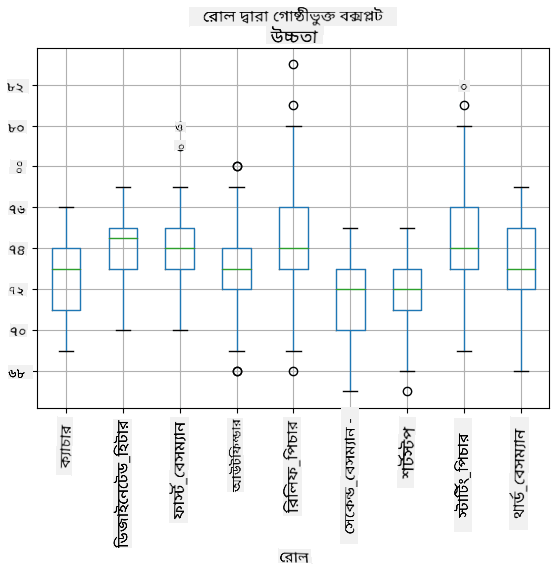 রোল দ্বারা গোষ্ঠীভুক্ত বক্সপ্লট
উচ্চতা
৮২
৮০
৭৬
৭৪
৭২
৭০
৬৮
ক্যাচার
ডিজাইনেটেড_হিটার
ফার্স্ট_বেসম্যান
আউটফিল্ডার
রিলিফ_পিচার
সেকেন্ড_বেসম্যান -
শর্টস্টপ
স্টার্টিং_পিচার
থার্ড_বেসম্যান
রোল